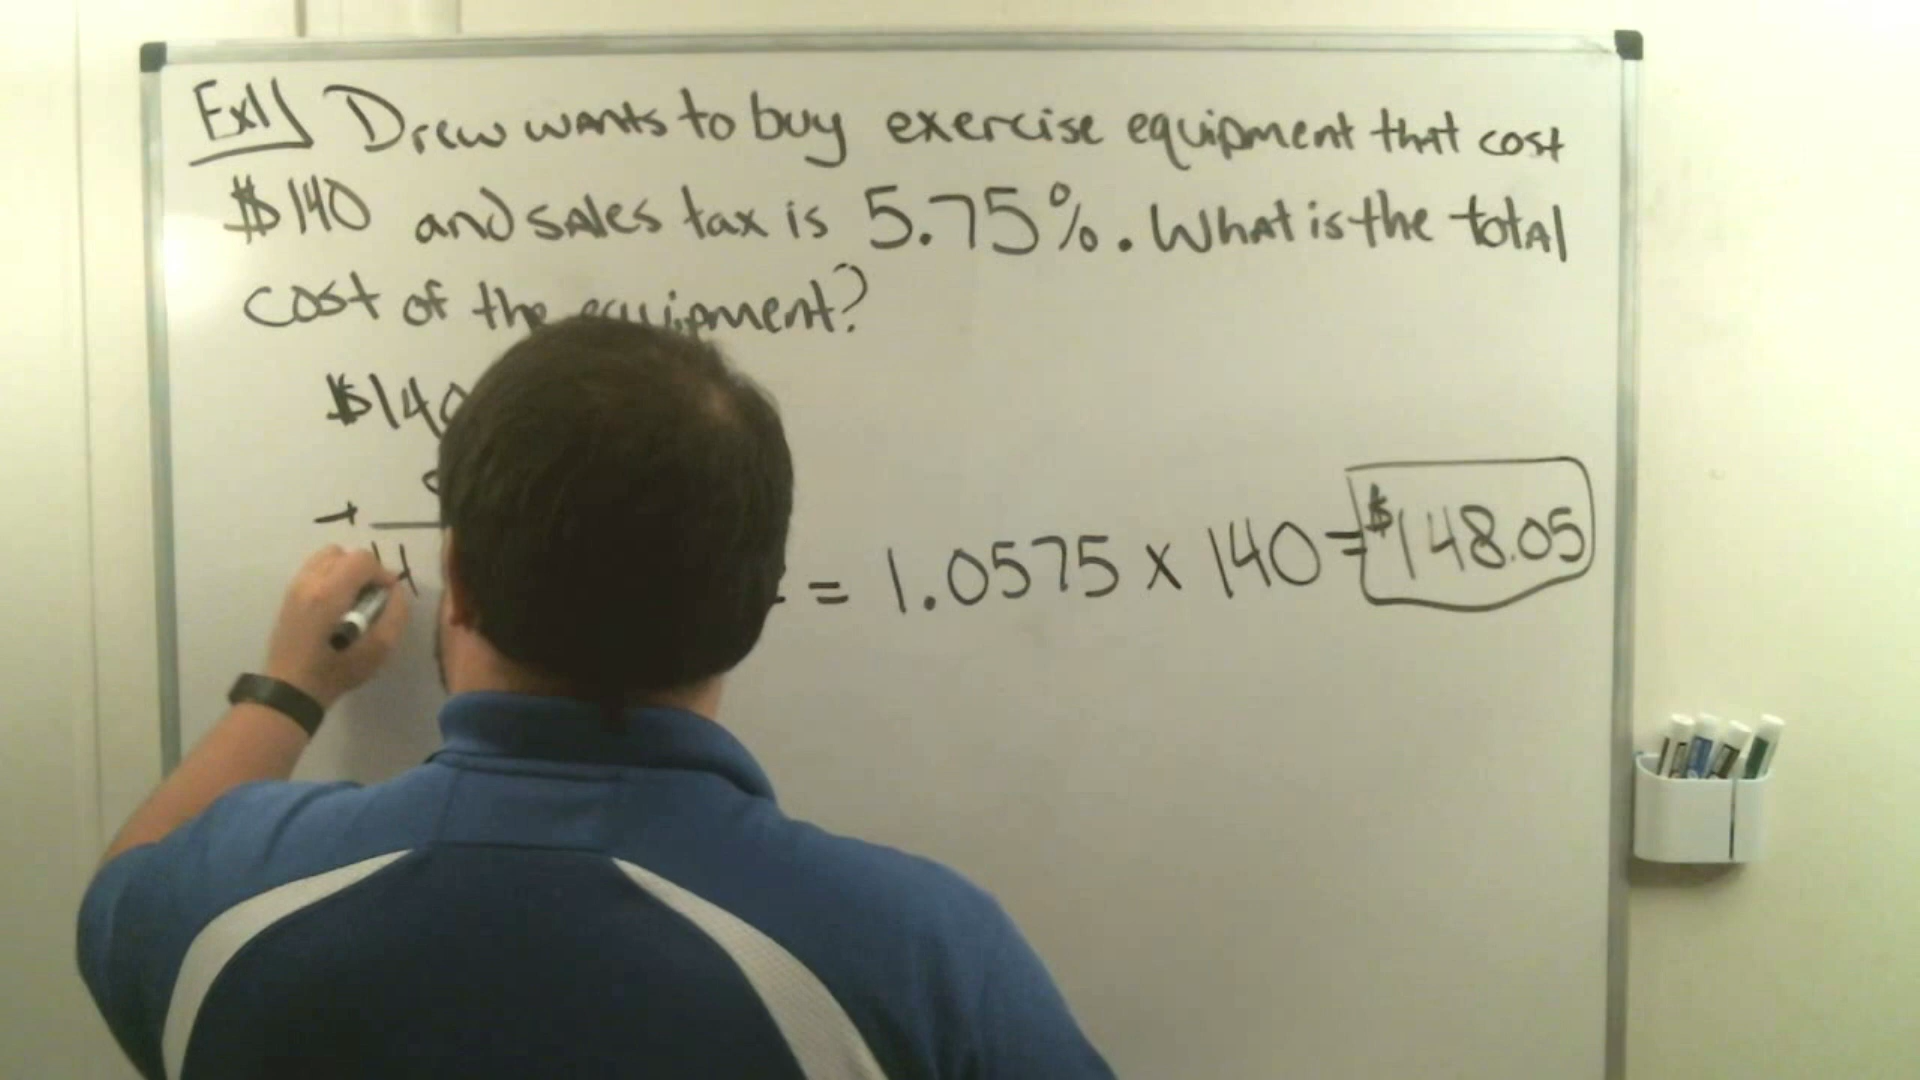 Ex1) Drew wants to buy exercise equipment that cost
$140 and sales tax is 5.75%. What is the total
cost of the equipment?
$140
+
= 1.0575 x 140 = $148.05